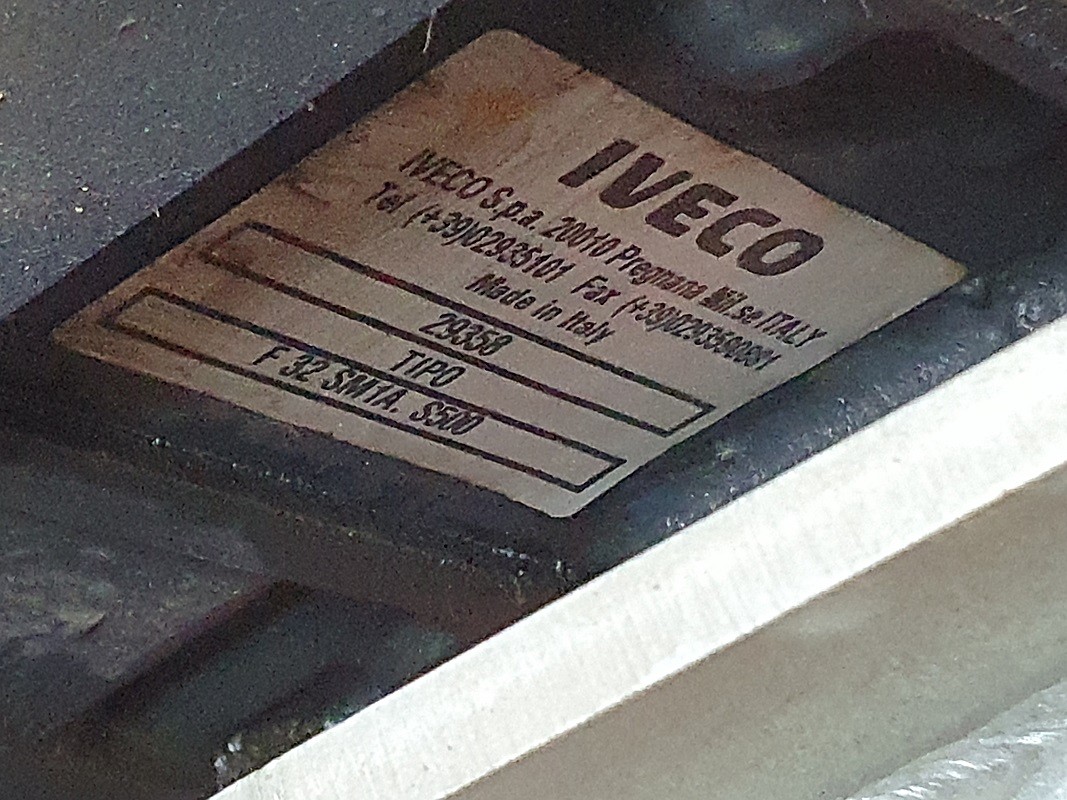 IVECO
IVECO S.p.a. 20010 Pregnana Mil.se ITALY
Tel (+39)02935101 Fax (+39)0293590861
Made in Italy
29358
TIPO
F 32 SM1A. S500